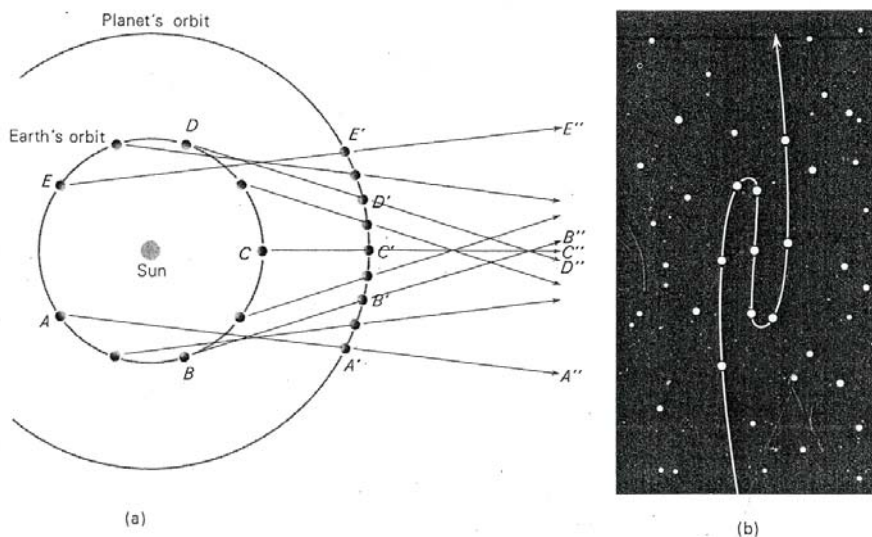 Planet's orbit
Earth's orbit
D
E'
E''
E
D'
Sun
C
C'
B''
C''
D''
A
B'
B
A'
A''
(a)
(b)